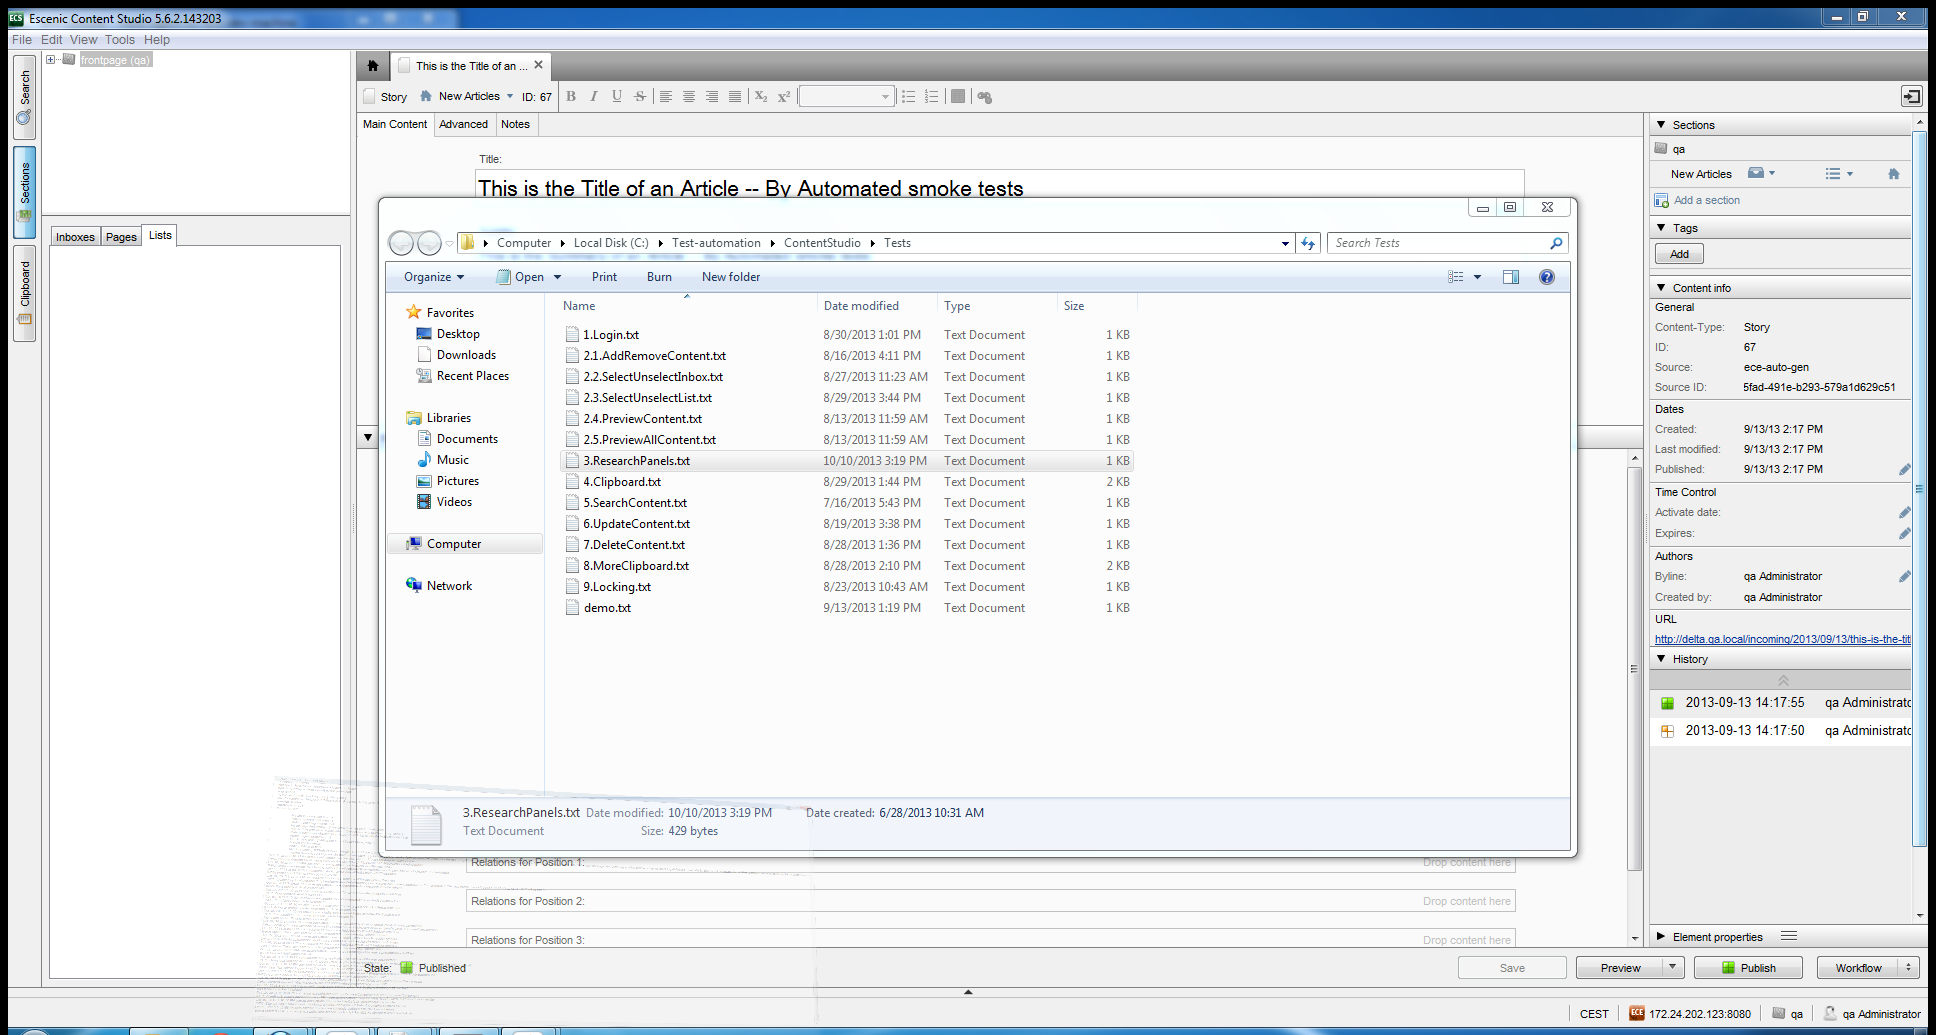 Escenic Content Studio 5.6.2.143203
File Edit View Tools Help
Search
Sections
Clipboard
frontpage (qa)
Inboxes Pages Lists
This is the Title of an ...
Story New Articles ID: 67 B I U S X2 X2
Main Content Advanced Notes
Title:
This is the Title of an Article -- By Automated smoke tests
Computer Local Disk (C:) Test-automation ContentStudio Tests
Search Tests
Organize Open Print Burn New folder
Favorites
Desktop
Downloads
Recent Places
Libraries
Documents
Music
Pictures
Videos
Computer
Network
Name Date modified Type Size
1.Login.txt 8/30/2013 1:01 PM Text Document 1 KB
2.1.AddRemoveContent.txt 8/16/2013 4:11 PM Text Document 1 KB
2.2.SelectUnselectInbox.txt 8/27/2013 11:23 AM Text Document 1 KB
2.3.SelectUnselectList.txt 8/29/2013 3:44 PM Text Document 1 KB
2.4.PreviewContent.txt 8/13/2013 11:59 AM Text Document 1 KB
2.5.PreviewAllContent.txt 8/13/2013 11:59 AM Text Document 1 KB
3.ResearchPanels.txt 10/10/2013 3:19 PM Text Document 1 KB
4.Clipboard.txt 8/29/2013 1:44 PM Text Document 2 KB
5.SearchContent.txt 7/16/2013 5:43 PM Text Document 1 KB
6.UpdateContent.txt 8/19/2013 3:38 PM Text Document 1 KB
7.DeleteContent.txt 8/28/2013 1:36 PM Text Document 1 KB
8.MoreClipboard.txt 8/28/2013 2:10 PM Text Document 2 KB
9.Locking.txt 8/23/2013 10:43 AM Text Document 1 KB
demo.txt 9/13/2013 1:19 PM Text Document 1 KB
3.ResearchPanels.txt Date modified: 10/10/2013 3:19 PM Date created: 6/28/2013 10:31 AM
Text Document Size: 429 bytes
Relations for Position 1: Drop content here
Relations for Position 2: Drop content here
Relations for Position 3: Drop content here
State: Published
Save Preview Publish Workflow
Sections
qa
New Articles
Add a section
Tags
Add
Content info
General
Content-Type: Story
ID: 67
Source: ece-auto-gen
Source ID: 5fad-491e-b293-579a1d629c51
Dates
Created: 9/13/13 2:17 PM
Last modified: 9/13/13 2:17 PM
Published: 9/13/13 2:17 PM
Time Control
Activate date:
Expires:
Authors
Byline: qa Administrator
Created by: qa Administrator
URL
http://delta.qa.local/incoming/2013/09/13/this-is-the-tit
History
2013-09-13 14:17:55 qa Administrato
2013-09-13 14:17:50 qa Administrato
Element properties
CEST ECE 172.24.202.123:8080 qa qa Administrator